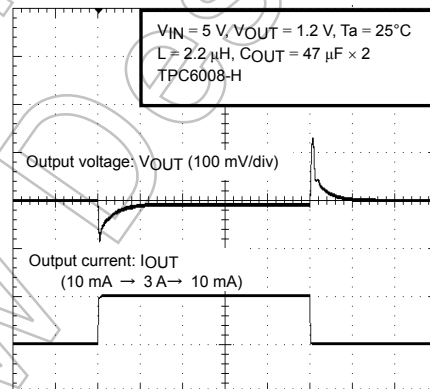 VIN = 5 V, VOUT = 1.2 V, Ta = 25°C
L = 2.2 μH, COUT = 47 μF × 2
TPC6008-H
Output voltage: VOUT (100 mV/div)
Output current: IOUT
(10 mA → 3 A→ 10 mA)